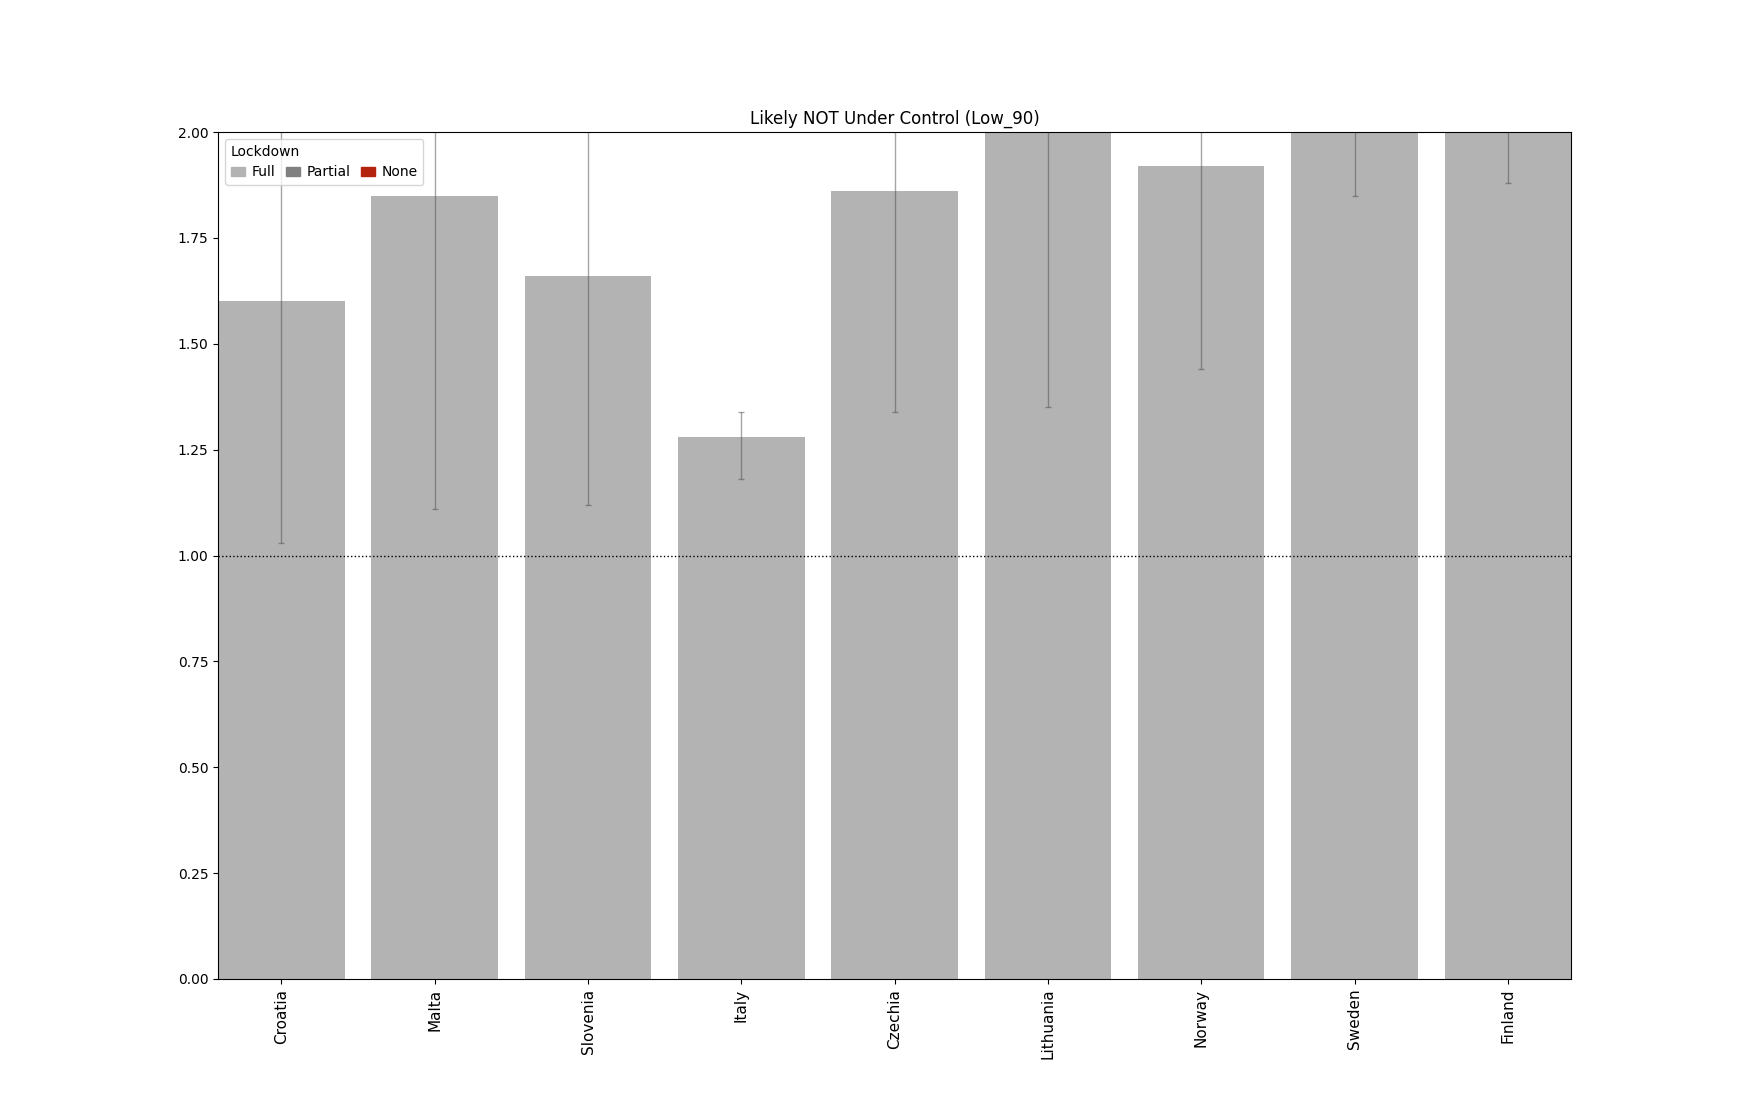 Likely NOT Under Control (Low_90)
2.00
Lockdown
Full Partial None
1.75
1.50
1.25
1.00
0.75
0.50
0.25
0.00
Croatia
Malta
Slovenia
Italy
Czechia
Lithuania
Norway
Sweden
Finland